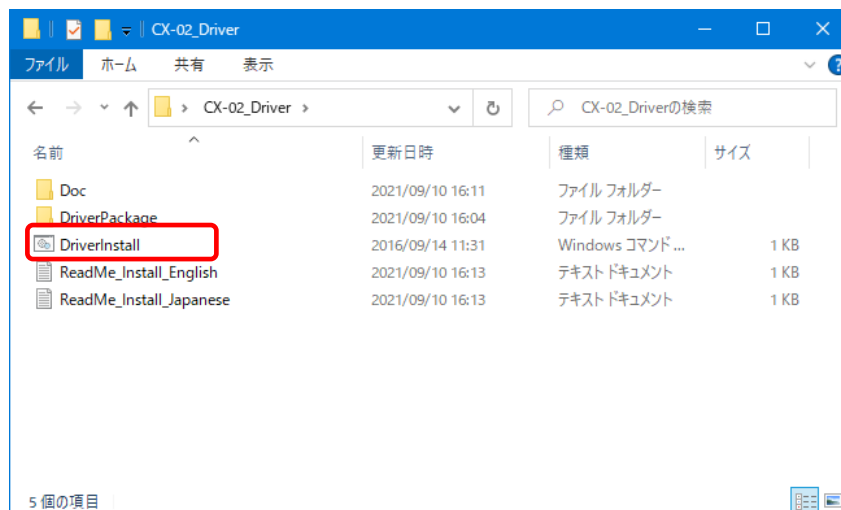 CX-02_Driver
ファイル ホーム 共有 表示
CX-02_Driver CX-02_Driverの検索
名前 更新日時 種類 サイズ
Doc 2021/09/10 16:11 ファイル フォルダー
DriverPackage 2021/09/10 16:04 ファイル フォルダー
DriverInstall 2016/09/14 11:31 Windows コマンド ... 1 KB
ReadMe_Install_English 2021/09/10 16:13 テキスト ドキュメント 1 KB
ReadMe_Install_Japanese 2021/09/10 16:13 テキスト ドキュメント 1 KB
5 個の項目